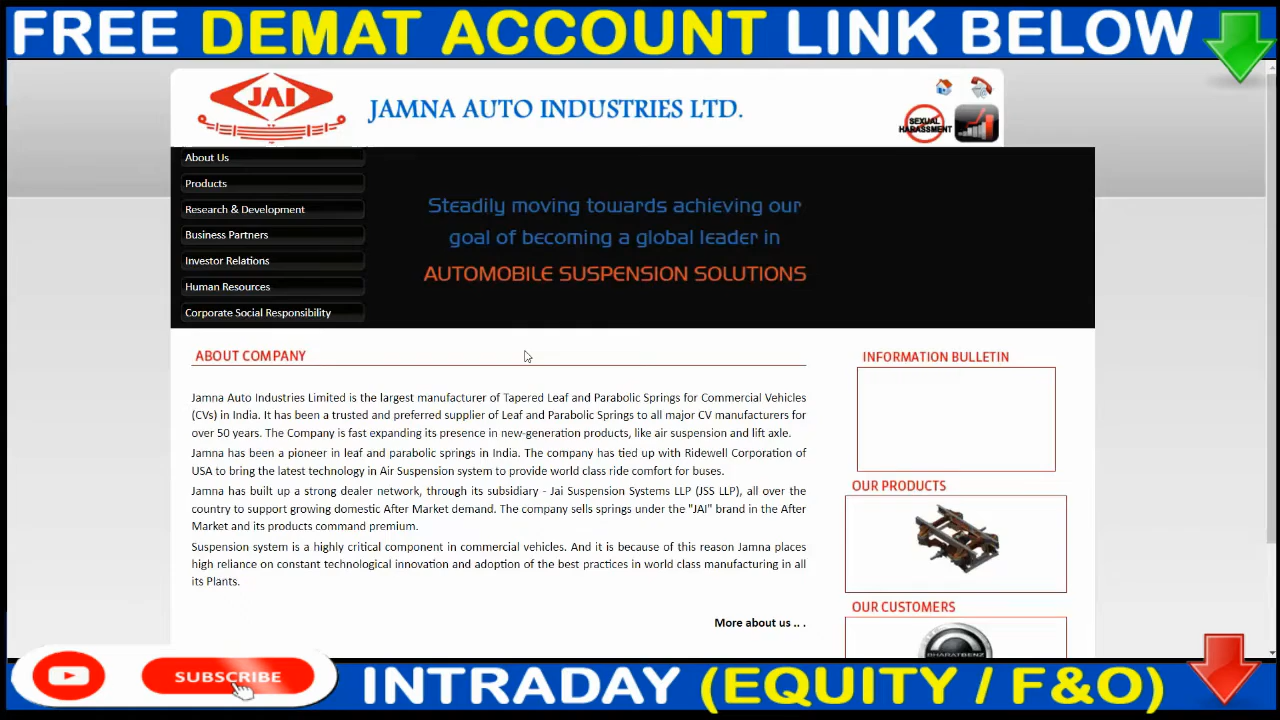 FREE DEMAT ACCOUNT LINK BELOW
JAI
JAMNA AUTO INDUSTRIES LTD.
SEXUAL
HARASSMENT
About Us
Products
Research & Development
Business Partners
Investor Relations
Human Resources
Corporate Social Responsibility
Steadily moving towards achieving our
goal of becoming a global leader in
AUTOMOBILE SUSPENSION SOLUTIONS
ABOUT COMPANY
Jamna Auto Industries Limited is the largest manufacturer of Tapered Leaf and Parabolic Springs for Commercial Vehicles
(CVs) in India. It has been a trusted and preferred supplier of Leaf and Parabolic Springs to all major CV manufacturers for
over 50 years. The Company is fast expanding its presence in new-generation products, like air suspension and lift axle.
Jamna has been a pioneer in leaf and parabolic springs in India. The company has tied up with Ridewell Corporation of
USA to bring the latest technology in Air Suspension system to provide world class ride comfort for buses.
Jamna has built up a strong dealer network, through its subsidiary - Jai Suspension Systems LLP (JSS LLP), all over the
country to support growing domestic After Market demand. The company sells springs under the "JAI" brand in the After
Market and its products command premium.
Suspension system is a highly critical component in commercial vehicles. And it is because of this reason Jamna places
high reliance on constant technological innovation and adoption of the best practices in world class manufacturing in all
its Plants.
More about us .. .
INFORMATION BULLETIN
OUR PRODUCTS
OUR CUSTOMERS
BHARATBENZ
SUBSCRIBE
INTRADAY (EQUITY / F&O)